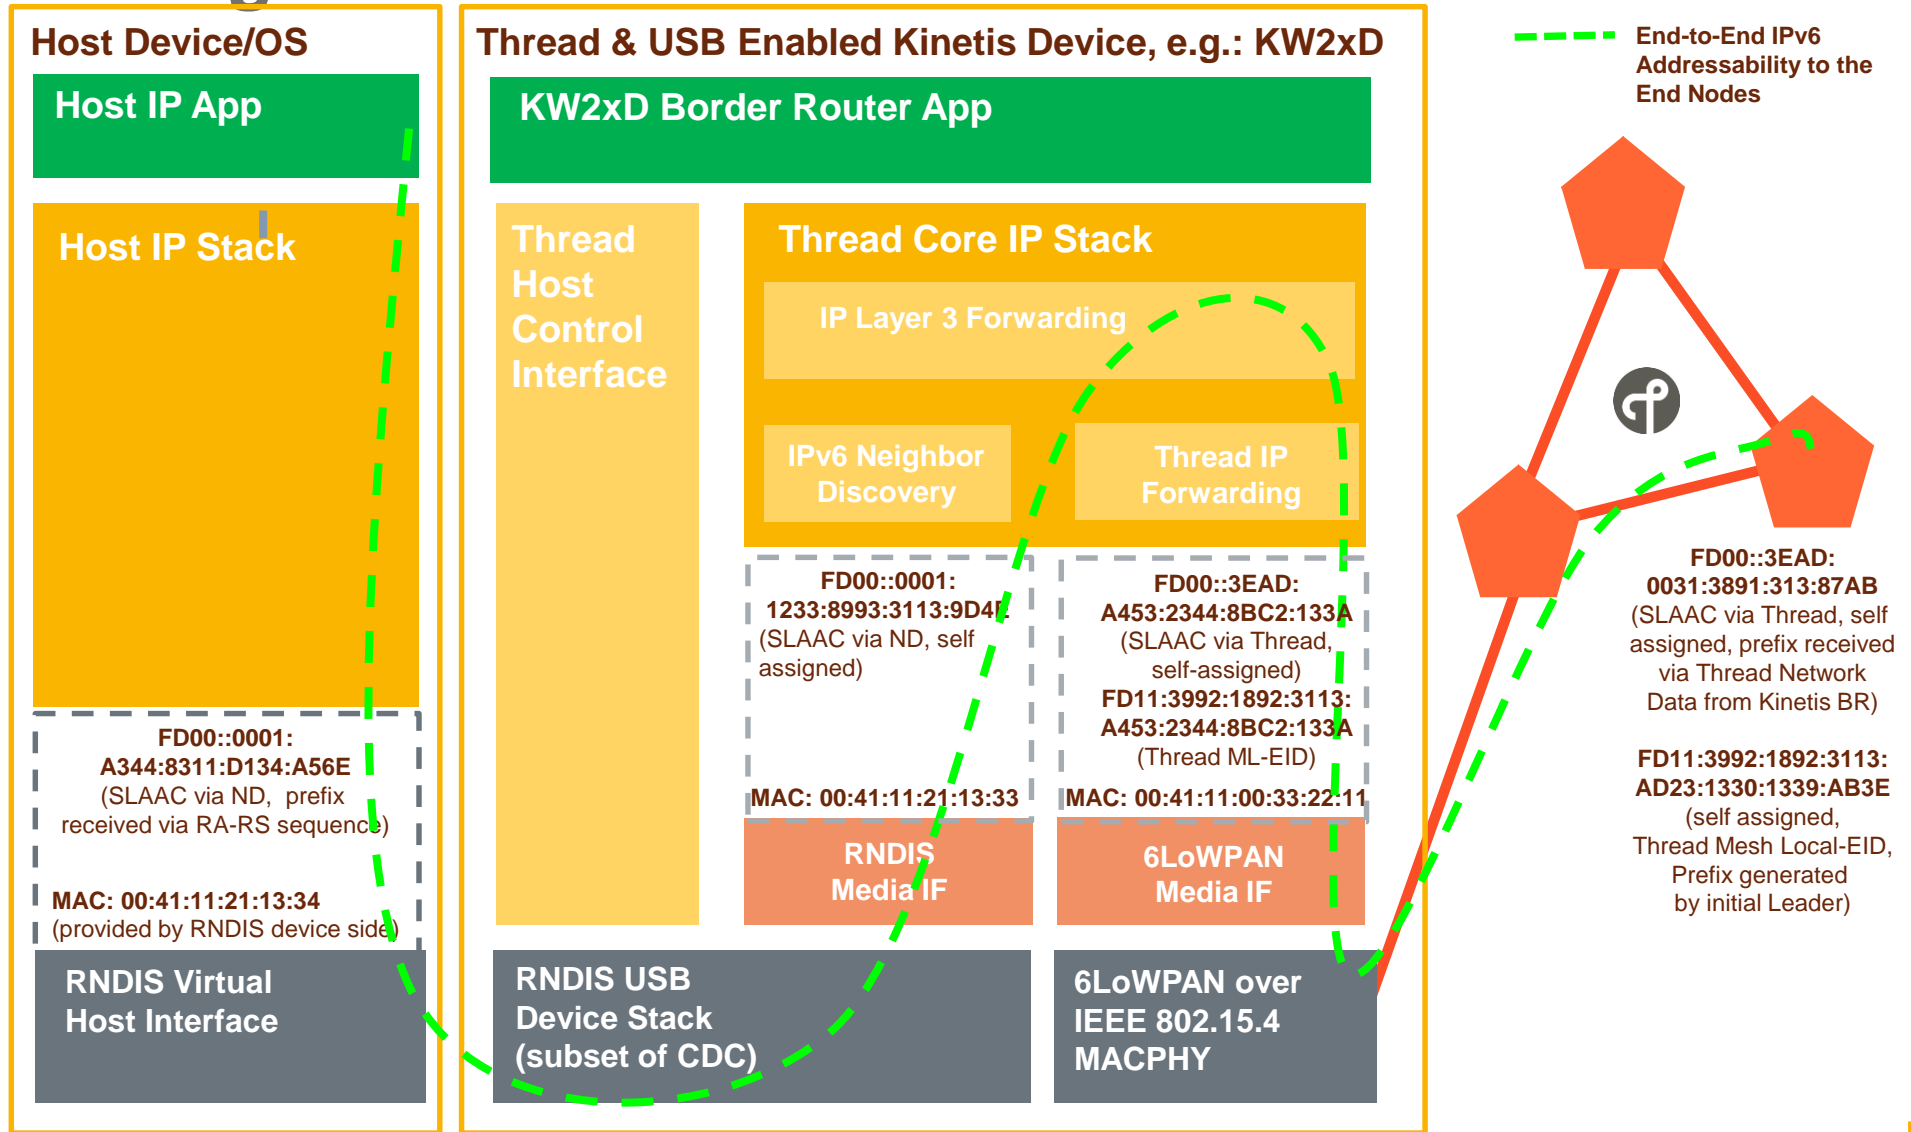 Host Device/OS
Host IP App
Host IP Stack
FD00::0001:
A344:8311:D134:A56E
(SLAAC via ND, prefix
received via RA-RS sequence)
MAC: 00:41:11:21:13:34
(provided by RNDIS device side)
RNDIS Virtual
Host Interface
Thread & USB Enabled Kinetis Device, e.g.: KW2xD
KW2xD Border Router App
Thread
Host
Control
Interface
Thread Core IP Stack
IP Layer 3 Forwarding
IPv6 Neighbor
Discovery
Thread IP
Forwarding
FD00::0001:
1233:8993:3113:9D4E
(SLAAC via ND, self
assigned)
MAC: 00:41:11:21:13:33
FD00::3EAD:
A453:2344:8BC2:133A
(SLAAC via Thread,
self-assigned)
FD11:3992:1892:3113:
A453:2344:8BC2:133A
(Thread ML-EID)
MAC: 00:41:11:00:33:22:11
RNDIS
Media IF
6LoWPAN
Media IF
RNDIS USB
Device Stack
(subset of CDC)
6LoWPAN over
IEEE 802.15.4
MACPHY
End-to-End IPv6
Addressability to the
End Nodes
FD00::3EAD:
0031:3891:313:87AB
(SLAAC via Thread, self
assigned, prefix received
via Thread Network
Data from Kinetis BR)
FD11:3992:1892:3113:
AD23:1330:1339:AB3E
(self assigned,
Thread Mesh Local-EID,
Prefix generated
by initial Leader)